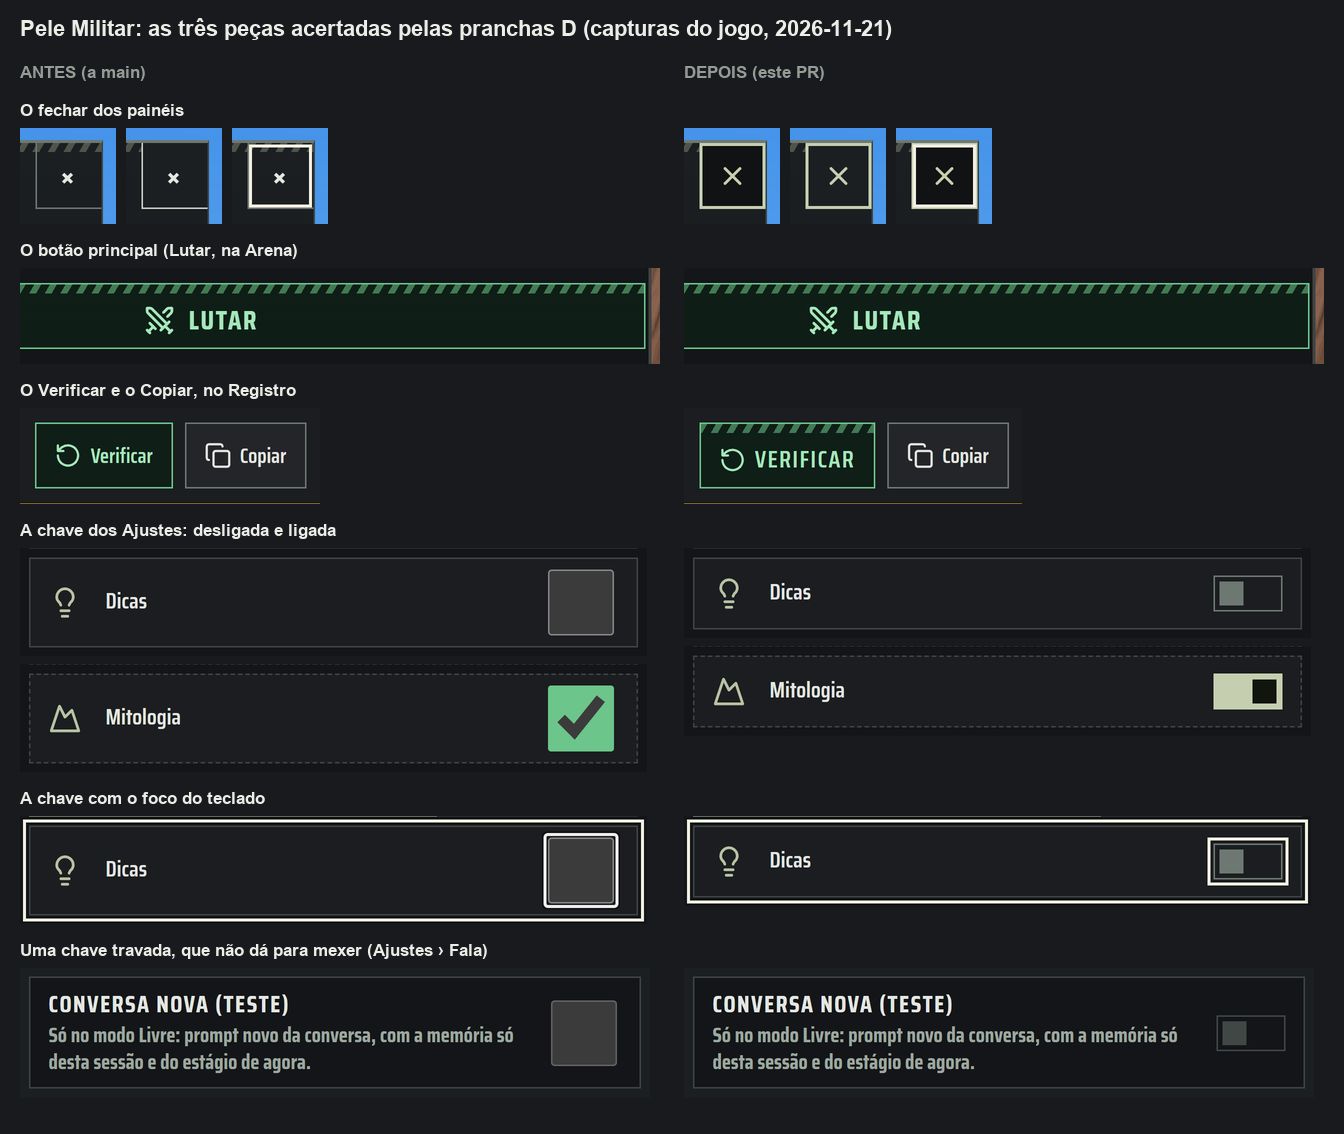 Pele Militar: as três peças acertadas pelas pranchas D (capturas do jogo, 2026-11-21)
ANTES (a main)
DEPOIS (este PR)
O fechar dos painéis
O botão principal (Lutar, na Arena)
LUTAR
LUTAR
O Verificar e o Copiar, no Registro
Verificar
Copiar
VERIFICAR
Copiar
A chave dos Ajustes: desligada e ligada
Dicas
Dicas
Mitologia
Mitologia
A chave com o foco do teclado
Dicas
Dicas
Uma chave travada, que não dá para mexer (Ajustes › Fala)
CONVERSA NOVA (TESTE)
Só no modo Livre: prompt novo da conversa, com a memória só
desta sessão e do estágio de agora.
CONVERSA NOVA (TESTE)
Só no modo Livre: prompt novo da conversa, com a memória só
desta sessão e do estágio de agora.